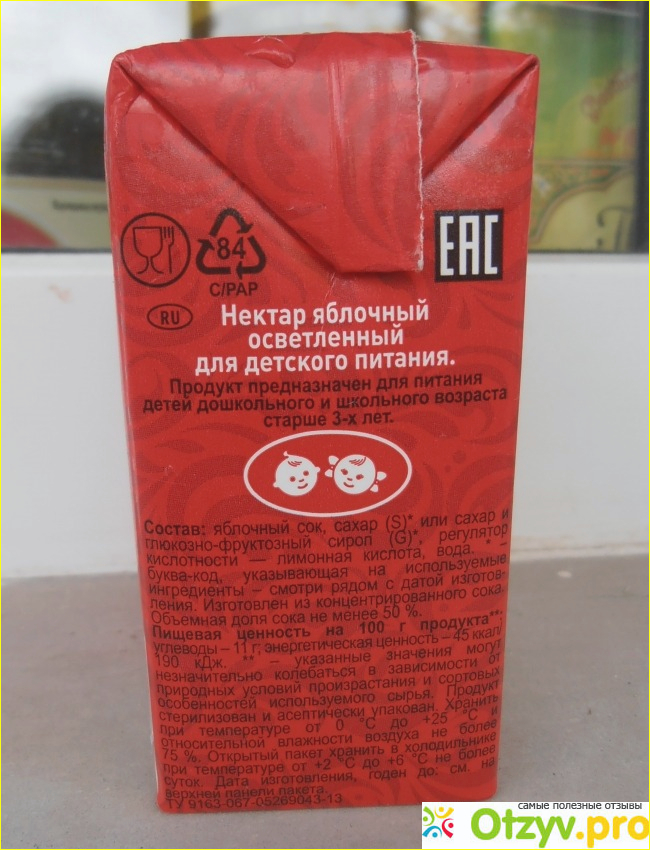 84
C/PAP
EAC
RU
Нектар яблочный
осветленный
для детского питания.
Продукт предназначен для питания
детей дошкольного и школьного возраста
старше 3-х лет.
Состав: яблочный сок, сахар (S)* или сахар и
глюкозно-фруктозный сироп (G)*, регулятор
кислотности – лимонная кислота, вода. * –
буква-код, указывающая на используемые
ингредиенты – смотри рядом с датой изготов-
ления. Изготовлен из концентрированного сока.
Объемная доля сока не менее 50 %.
Пищевая ценность на 100 г продукта**:
углеводы – 11 г; энергетическая ценность – 45 ккал/
190 кДж. ** – указанные значения могут
незначительно колебаться в зависимости от
природных условий произрастания и сортовых
особенностей используемого сырья. Продукт
стерилизован и асептически упакован. Хранить
при температуре от 0 °С до +25 °С и
относительной влажности воздуха не более
75 %. Открытый пакет хранить в холодильнике
при температуре от +2 °С до +6 °С не более
суток. Дата изготовления, годен до: см. на
верхней панели пакета.
ТУ 9163-067-05269043-13
самые полезные отзывы
Otzyv.pro